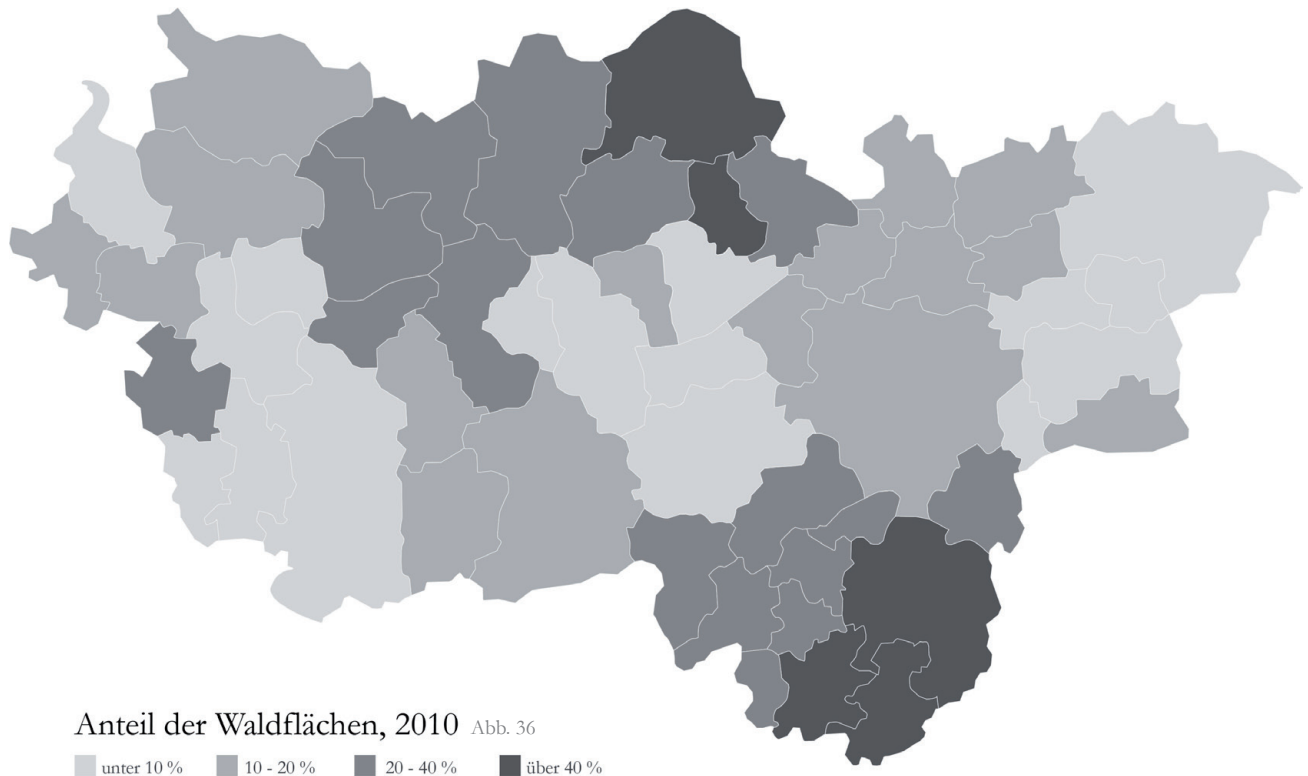 Anteil der Waldflächen, 2010 Abb. 36
unter 10 % 10 - 20 % 20 - 40 % über 40 %